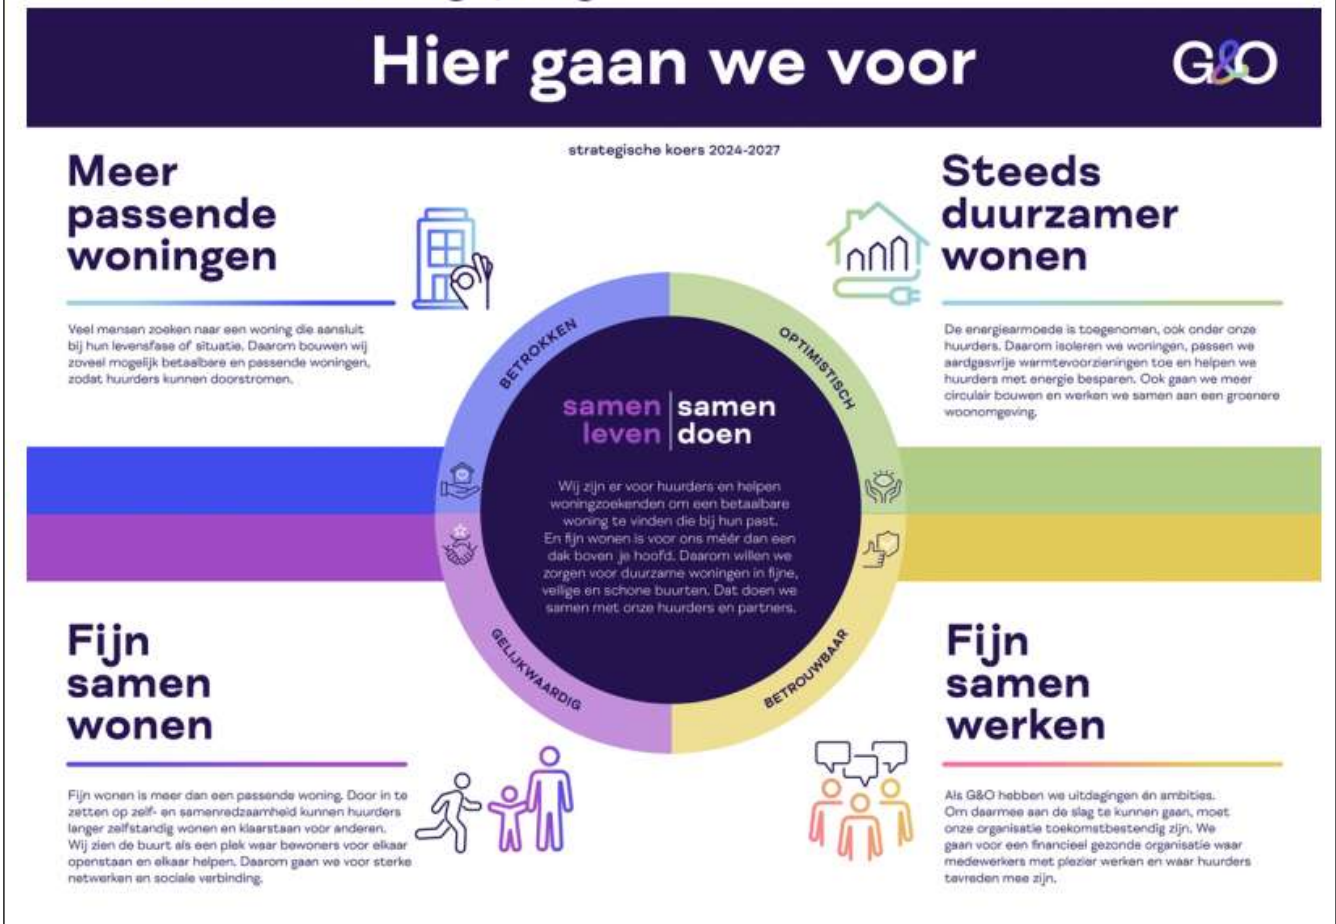 Hier gaan we voor
G&O
strategische koers 2024-2027
Meer
passende
woningen
Veel mensen zoeken naar een woning die aansluit
bij hun levensfase of situatie. Daarom bouwen wij
zoveel mogelijk betaalbare en passende woningen,
zodat huurders kunnen doorstromen.
Steeds
duurzamer
wonen
De energiearmoede is toegenomen, ook onder onze
huurders. Daarom isoleren we woningen, passen we
aardgasvrije warmtevoorzieningen toe en helpen we
huurders met energie besparen. Ook gaan we meer
circulair bouwen en werken we samen aan een groenere
woonomgeving.
BETROKKEN
OPTIMISTISCH
samen samen
leven doen
Wij zijn er voor huurders en helpen
woningzoekenden om een betaalbare
woning te vinden die bij hun past.
En fijn wonen is voor ons méér dan een
dak boven je hoofd. Daarom willen we
zorgen voor duurzame woningen in fijne,
veilige en schone buurten. Dat doen we
samen met onze huurders en partners.
GELIJKWAARDIG
BETROUWBAAR
Fijn
samen
wonen
Fijn wonen is meer dan een passende woning. Door in te
zetten op zelf- en samenredzaamheid kunnen huurders
langer zelfstandig wonen en klaarstaan voor anderen.
Wij zien de buurt als een plek waar bewoners voor elkaar
openstaan en elkaar helpen. Daarom gaan we voor sterke
netwerken en sociale verbinding.
Fijn
samen
werken
Als G&O hebben we uitdagingen én ambities.
Om daarmee aan de slag te kunnen gaan, moet
onze organisatie toekomstbestendig zijn. We
gaan voor een financieel gezonde organisatie waar
medewerkers met plezier werken en waar huurders
tevreden mee zijn.